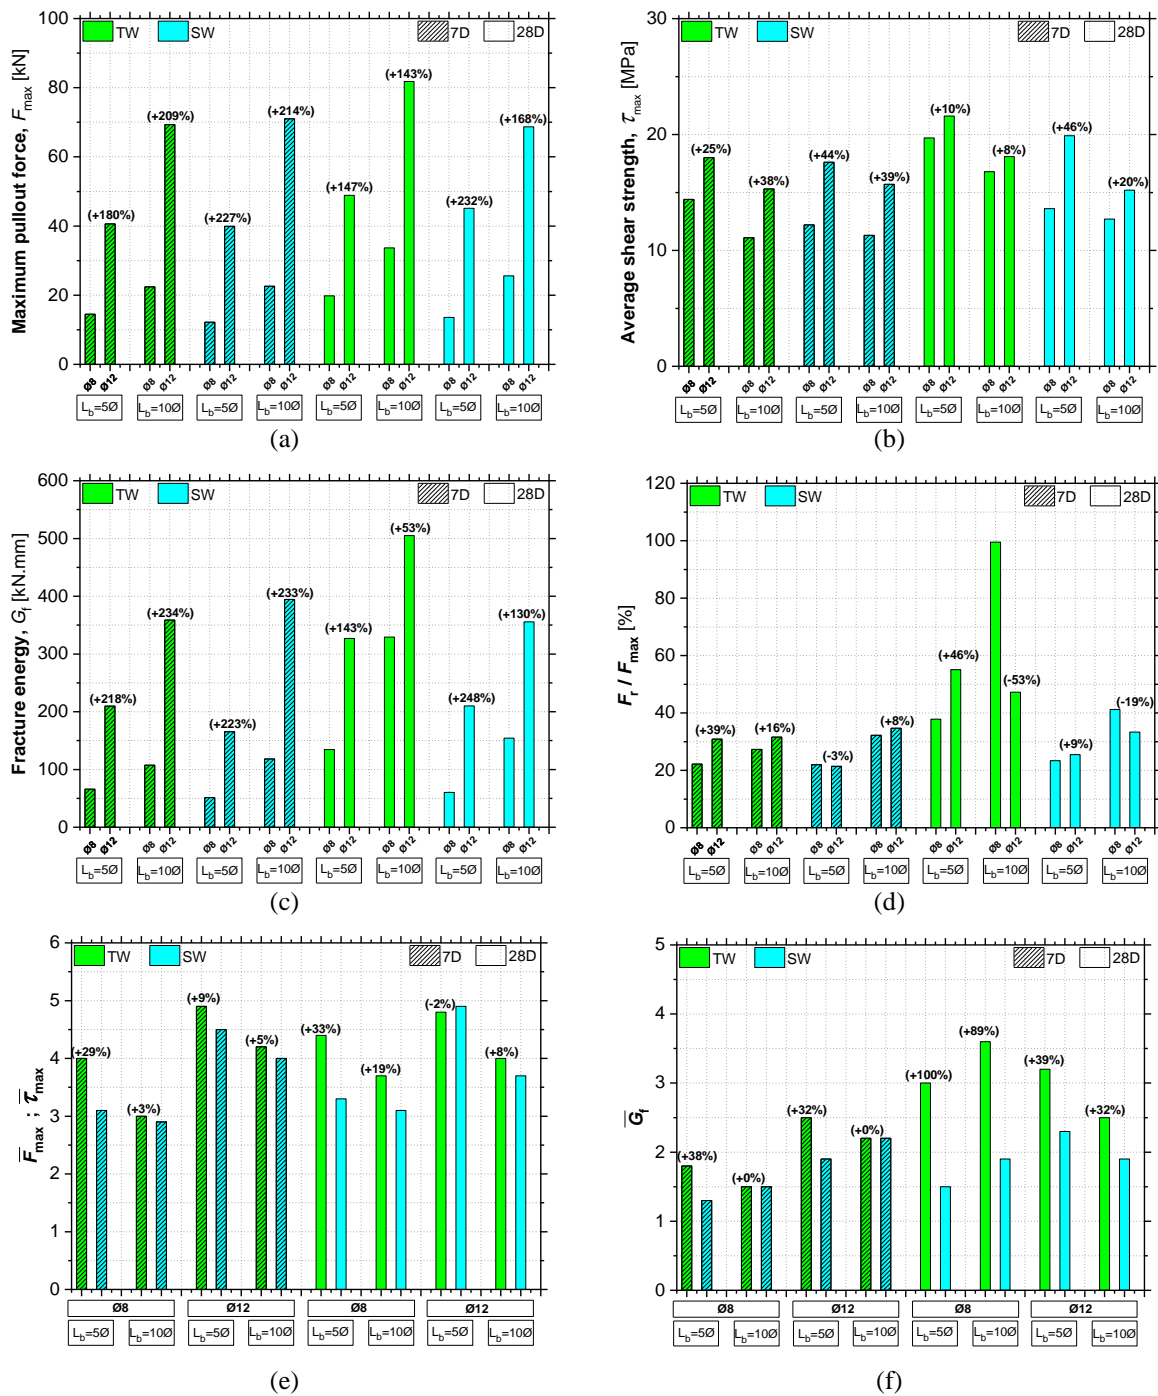 TW SW 7D 28D
Maximum pullout force, Fmax [kN]
100
80
60
40
20
0
(+180%) (+209%) (+227%) (+214%) (+147%) (+143%) (+232%) (+168%)
Ø8 Ø12 Ø8 Ø12 Ø8 Ø12 Ø8 Ø12 Ø8 Ø12 Ø8 Ø12 Ø8 Ø12 Ø8 Ø12
Lb=5Ø Lb=10Ø Lb=5Ø Lb=10Ø Lb=5Ø Lb=10Ø Lb=5Ø Lb=10Ø
(a)
TW SW 7D 28D
Average shear strength, τmax [MPa]
30
20
10
0
(+25%) (+38%) (+44%) (+39%) (+10%) (+8%) (+46%) (+20%)
Ø8 Ø12 Ø8 Ø12 Ø8 Ø12 Ø8 Ø12 Ø8 Ø12 Ø8 Ø12 Ø8 Ø12 Ø8 Ø12
Lb=5Ø Lb=10Ø Lb=5Ø Lb=10Ø Lb=5Ø Lb=10Ø Lb=5Ø Lb=10Ø
(b)
TW SW 7D 28D
Fracture energy, Gf [kN.mm]
600
500
400
300
200
100
0
(+218%) (+234%) (+223%) (+233%) (+143%) (+53%) (+248%) (+130%)
Ø8 Ø12 Ø8 Ø12 Ø8 Ø12 Ø8 Ø12 Ø8 Ø12 Ø8 Ø12 Ø8 Ø12 Ø8 Ø12
Lb=5Ø Lb=10Ø Lb=5Ø Lb=10Ø Lb=5Ø Lb=10Ø Lb=5Ø Lb=10Ø
(c)
TW SW 7D 28D
Fr / Fmax [%]
120
100
80
60
40
20
0
(+39%) (+16%) (-3%) (+8%) (+46%) (-53%) (+9%) (-19%)
Ø8 Ø12 Ø8 Ø12 Ø8 Ø12 Ø8 Ø12 Ø8 Ø12 Ø8 Ø12 Ø8 Ø12 Ø8 Ø12
Lb=5Ø Lb=10Ø Lb=5Ø Lb=10Ø Lb=5Ø Lb=10Ø Lb=5Ø Lb=10Ø
(d)
TW SW 7D 28D
F̅max ; τ̅max
6
5
4
3
2
1
0
(+29%) (+3%) (+9%) (+5%) (+33%) (+19%) (-2%) (+8%)
Ø8 Ø12 Ø8 Ø12
Lb=5Ø Lb=10Ø Lb=5Ø Lb=10Ø Lb=5Ø Lb=10Ø Lb=5Ø Lb=10Ø
(e)
TW SW 7D 28D
G̅f
5
4
3
2
1
0
(+38%) (+0%) (+32%) (+0%) (+100%) (+89%) (+39%) (+32%)
Ø8 Ø12 Ø8 Ø12
Lb=5Ø Lb=10Ø Lb=5Ø Lb=10Ø Lb=5Ø Lb=10Ø Lb=5Ø Lb=10Ø
(f)